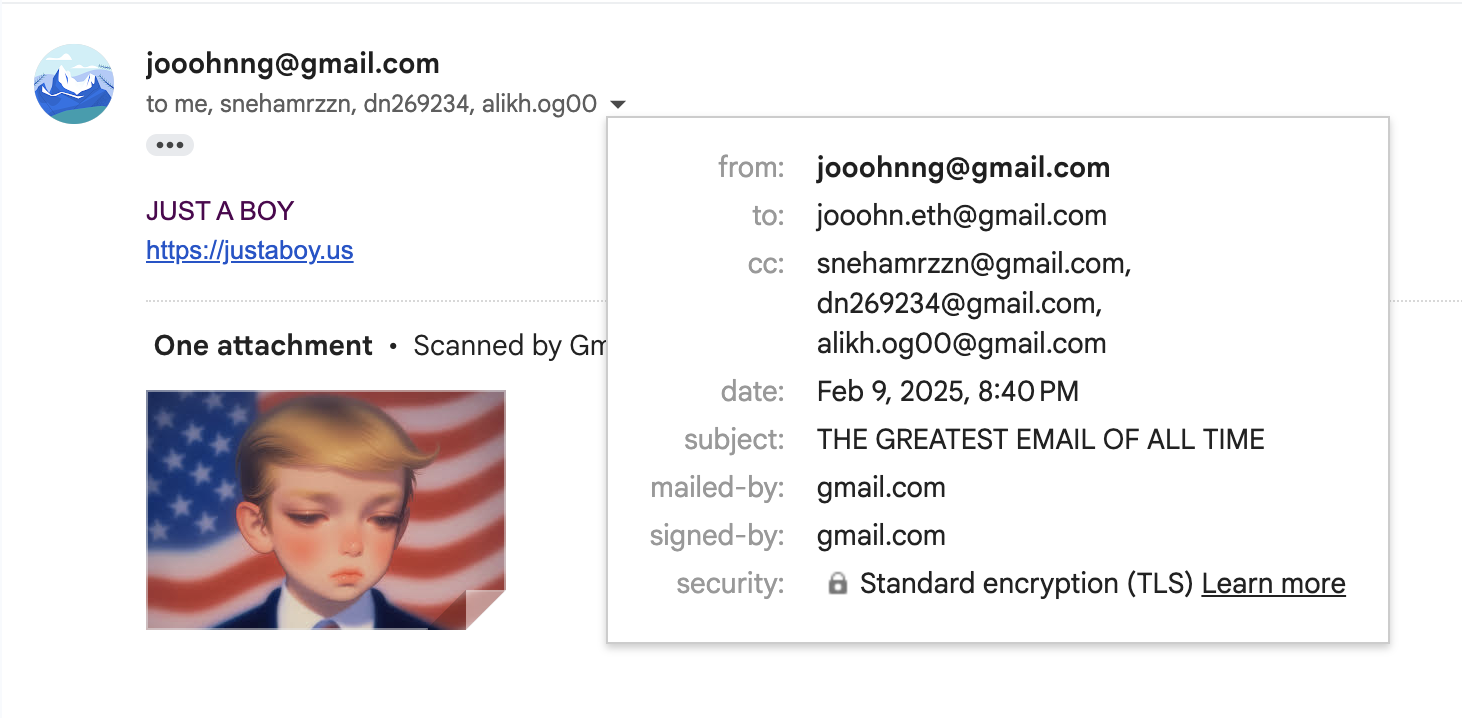 jooohnng@gmail.com
to me, snehamrzzn, dn269234, alikh.og00
JUST A BOY
https://justaboy.us
One attachment • Scanned by Gm
from: jooohnng@gmail.com
to: jooohn.eth@gmail.com
cc: snehamrzzn@gmail.com,
dn269234@gmail.com,
alikh.og00@gmail.com
date: Feb 9, 2025, 8:40 PM
subject: THE GREATEST EMAIL OF ALL TIME
mailed-by: gmail.com
signed-by: gmail.com
security: Standard encryption (TLS) Learn more